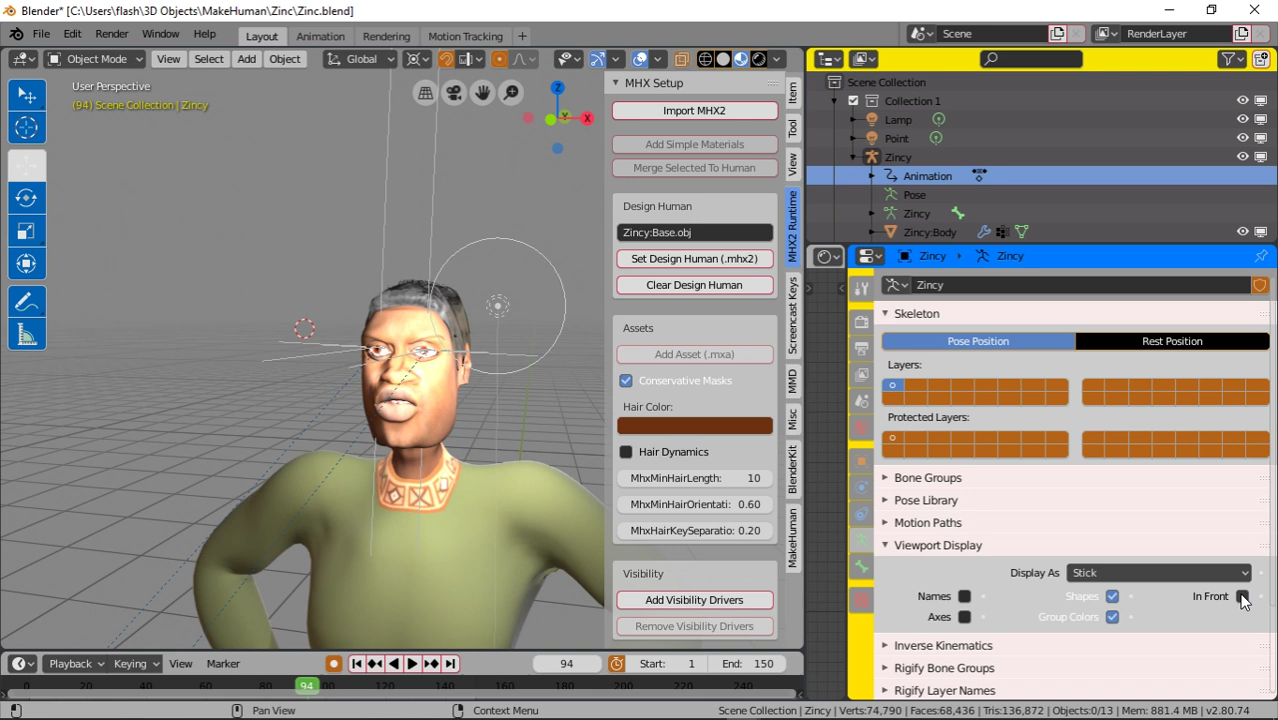 Blender* [C:\Users\flash\3D Objects\MakeHuman\Zinc\Zinc.blend]
File Edit Render Window Help Layout Animation Rendering Motion Tracking + Scene RenderLayer
Object Mode View Select Add Object Global
User Perspective
(94) Scene Collection | Zincy
Z
Y
X
MHX Setup
Import MHX2
Add Simple Materials
Merge Selected To Human
Design Human
Zincy:Base.obj
Set Design Human (.mhx2)
Clear Design Human
Assets
Add Asset (.mxa)
Conservative Masks
Hair Color:
Hair Dynamics
MhxMinHairLength: 10
MhxMinHairOrientati: 0.60
MhxHairKeySeparatio: 0.20
Visibility
Add Visibility Drivers
Remove Visibility Drivers
Item
Tool
View
MHX2 Runtime
Screencast Keys
MMD
Misc
BlenderKit
MakeHuman
Scene Collection
Collection 1
Lamp
Point
Zincy
Animation
Pose
Zincy
Zincy:Body
Zincy Zincy
Zincy
Skeleton
Pose Position Rest Position
Layers:
Protected Layers:
Bone Groups
Pose Library
Motion Paths
Viewport Display
Display As Stick
Names Shapes In Front
Axes Group Colors
Inverse Kinematics
Rigify Bone Groups
Rigify Layer Names
Playback Keying View Marker 94 Start: 1 End: 150
0 20 40 60 80 94 120 140 160 180 200 220 240
Pan View Context Menu Scene Collection | Zincy | Verts:74,790 | Faces:68,436 | Tris:136,872 | Objects:0/13 | Mem: 881.4 MB | v2.80.74